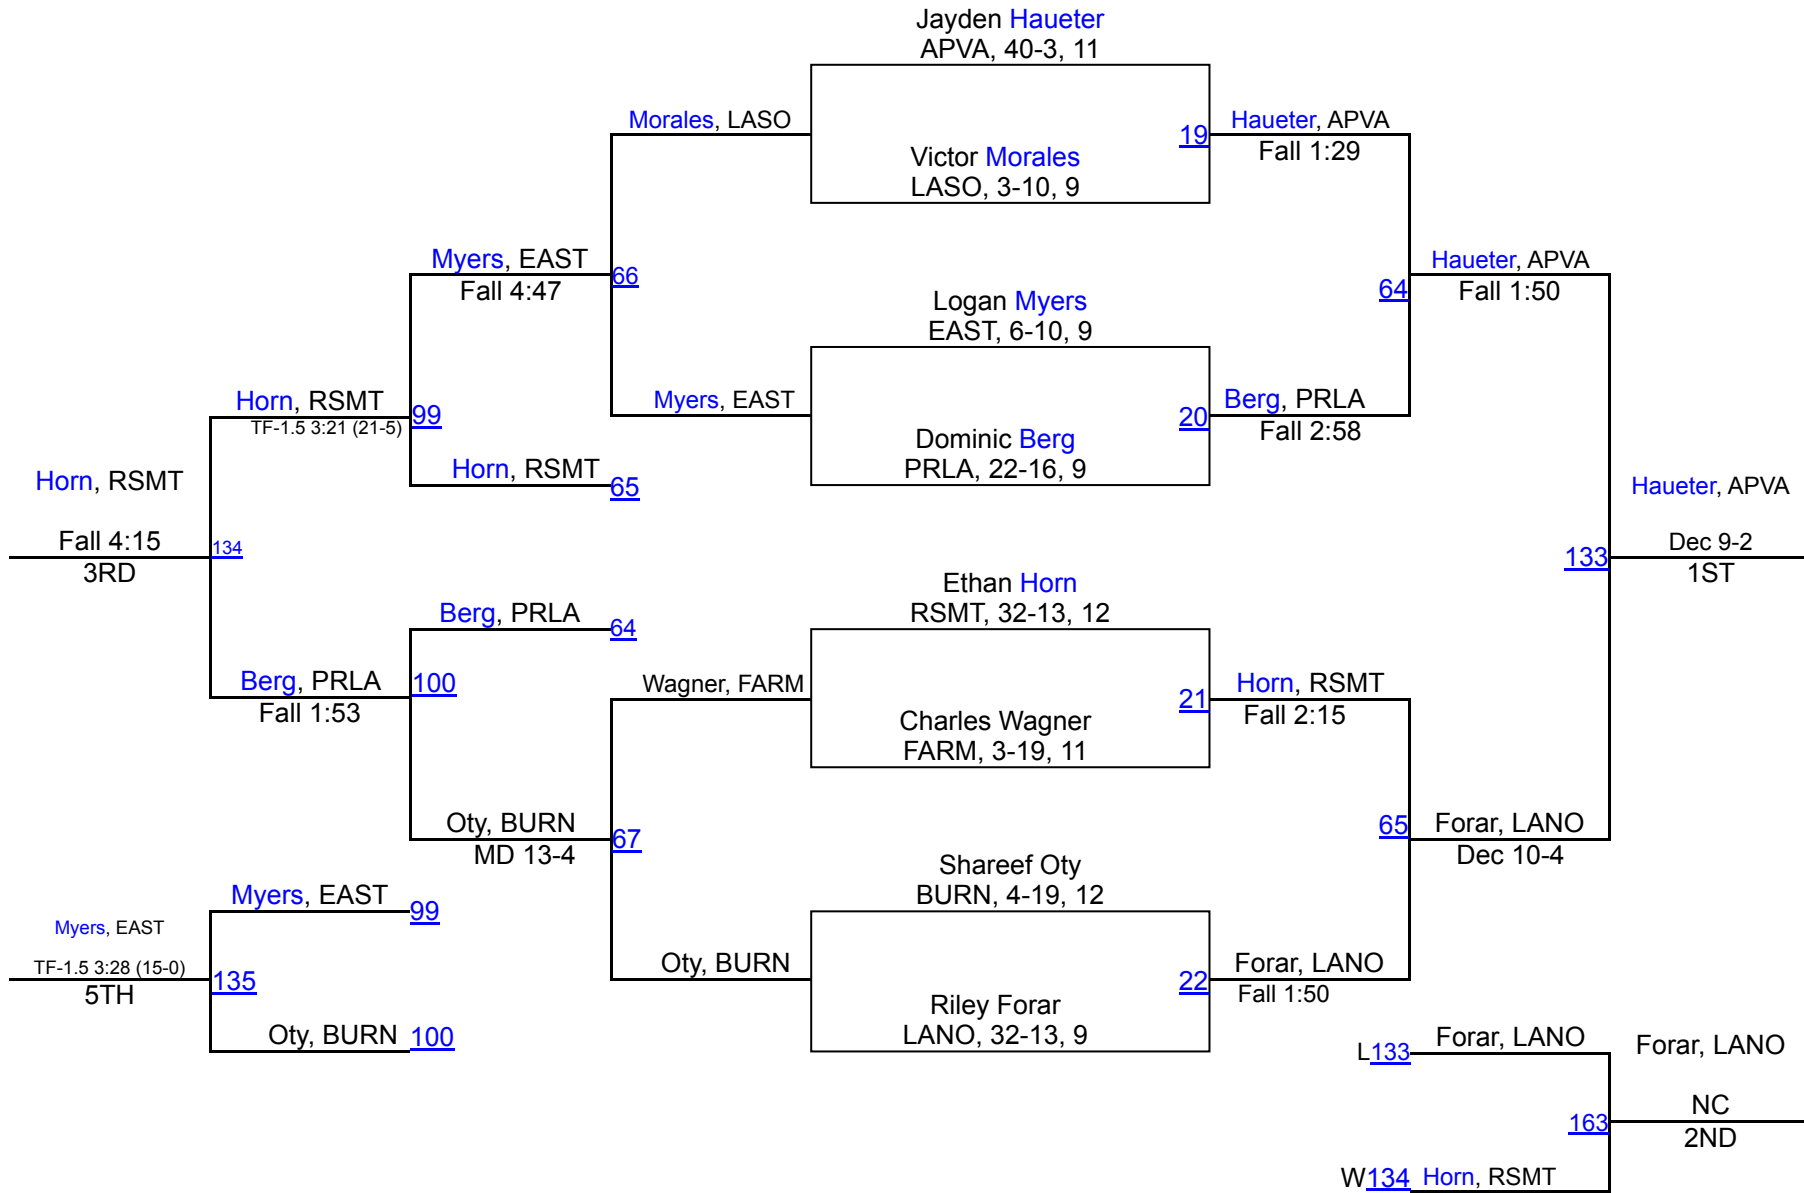 Jayden Haueter
APVA, 40-3, 11
Morales, LASO
19
Haueter, APVA
Fall 1:29
Victor Morales
LASO, 3-10, 9
Myers, EAST
Fall 4:47
66
64
Haueter, APVA
Fall 1:50
Logan Myers
EAST, 6-10, 9
Horn, RSMT
TF-1.5 3:21 (21-5)
99
Myers, EAST
20
Berg, PRLA
Fall 2:58
Dominic Berg
PRLA, 22-16, 9
Horn, RSMT
65
Horn, RSMT
Fall 4:15
3RD
134
Haueter, APVA
133
Dec 9-2
1ST
Ethan Horn
RSMT, 32-13, 12
Berg, PRLA
64
Berg, PRLA
Fall 1:53
100
Wagner, FARM
21
Horn, RSMT
Fall 2:15
Charles Wagner
FARM, 3-19, 11
Oty, BURN
MD 13-4
67
65
Forar, LANO
Dec 10-4
Shareef Oty
BURN, 4-19, 12
Myers, EAST
99
Myers, EAST
TF-1.5 3:28 (15-0)
5TH
135
Oty, BURN
22
Forar, LANO
Fall 1:50
Riley Forar
LANO, 32-13, 9
Oty, BURN
100
L133
Forar, LANO
Forar, LANO
163
NC
2ND
W134
Horn, RSMT